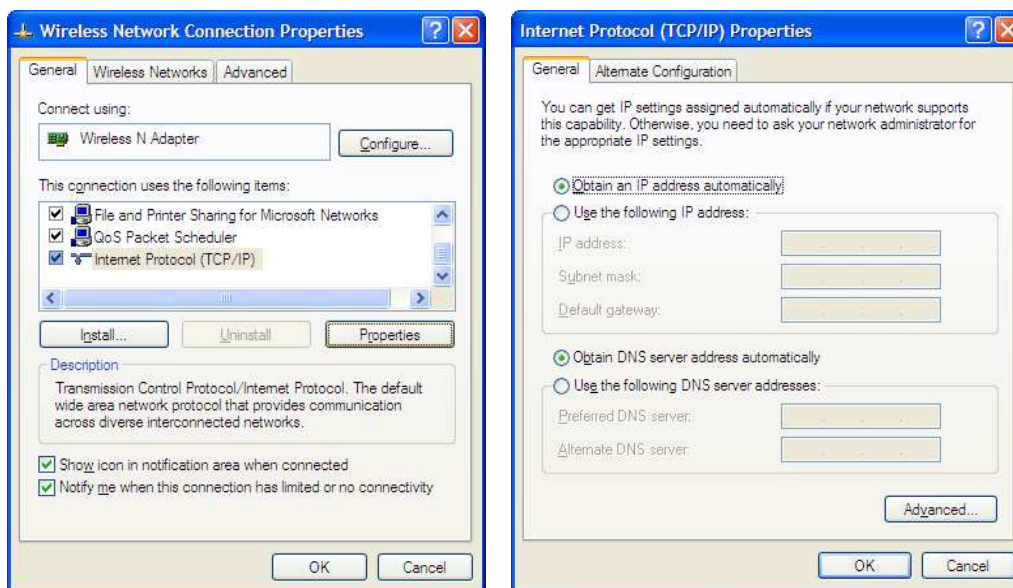 Wireless Network Connection Properties
General
Wireless Networks
Advanced
Connect using:
Wireless N Adapter
Configure...
This connection uses the following items:
File and Printer Sharing for Microsoft Networks
QoS Packet Scheduler
Internet Protocol (TCP/IP)
Install...
Uninstall
Properties
Description
Transmission Control Protocol/Internet Protocol. The default
wide area network protocol that provides communication
across diverse interconnected networks.
Show icon in notification area when connected
Notify me when this connection has limited or no connectivity
OK
Cancel
Internet Protocol (TCP/IP) Properties
General
Alternate Configuration
You can get IP settings assigned automatically if your network supports
this capability. Otherwise, you need to ask your network administrator for
the appropriate IP settings.
Obtain an IP address automatically
Use the following IP address:
IP address:
Subnet mask:
Default gateway:
Obtain DNS server address automatically
Use the following DNS server addresses:
Preferred DNS server:
Alternate DNS server:
Advanced...
OK
Cancel